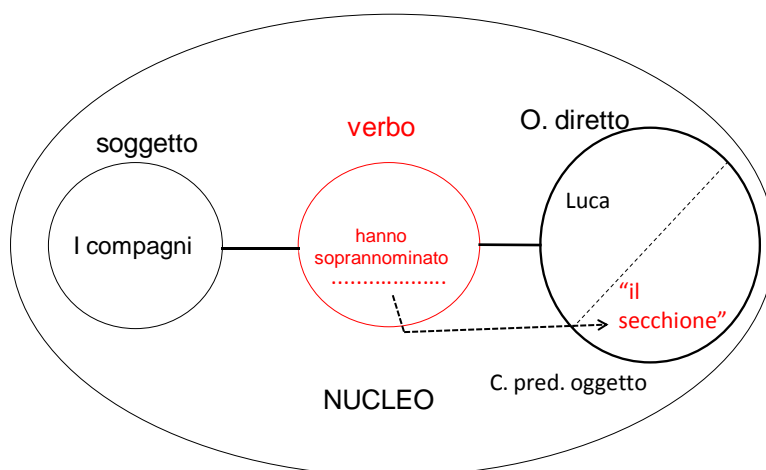 soggetto
verbo
O. diretto
I compagni
hanno
soprannominato
...................
Luca
“il
secchione”
C. pred. oggetto
NUCLEO